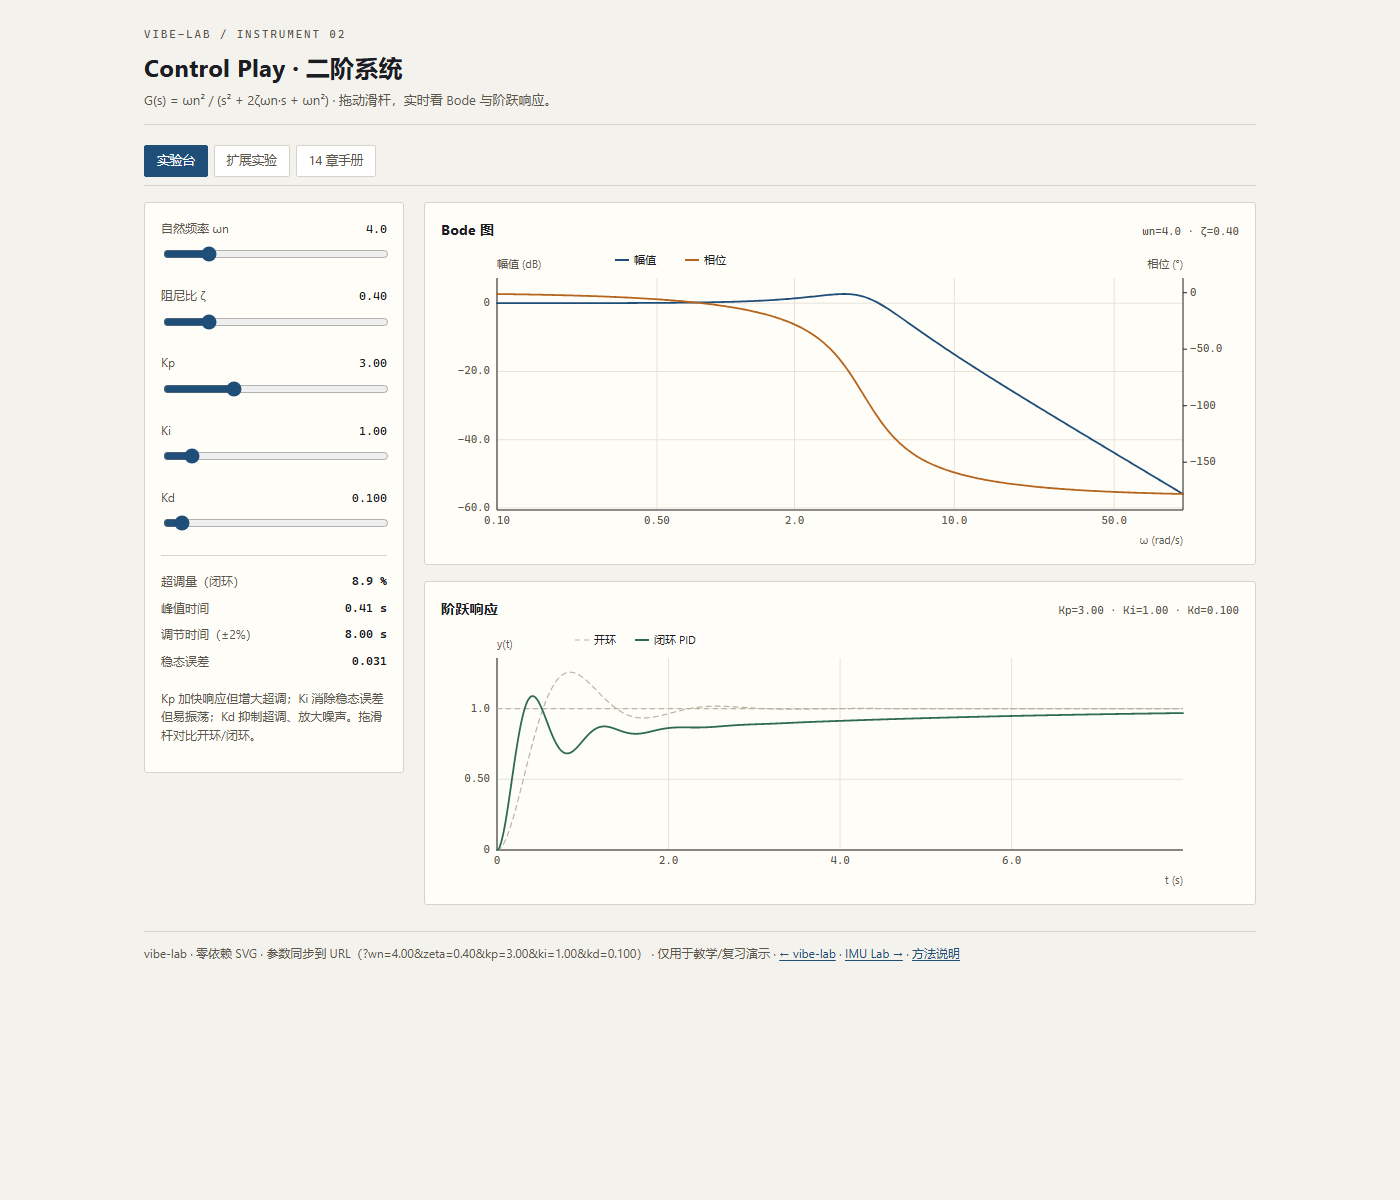 VIBE-LAB / INSTRUMENT 02
Control Play · 二阶系统
G(s) = ωn² / (s² + 2ζωn·s + ωn²) · 拖动滑杆，实时看 Bode 与阶跃响应。
实验台 扩展实验 14 章手册
自然频率 ωn 4.0
阻尼比 ζ 0.40
Kp 3.00
Ki 1.00
Kd 0.100
超调量（闭环） 8.9 %
峰值时间 0.41 s
调节时间（±2%） 8.00 s
稳态误差 0.031
Kp 加快响应但增大超调；Ki 消除稳态误差
但易振荡；Kd 抑制超调、放大噪声。拖滑
杆对比开环/闭环。
Bode 图 ωn=4.0 · ζ=0.40
幅值 (dB) 幅值 相位 相位 (°)
0
−20.0
−40.0
−60.0
0
−50.0
−100
−150
0.10 0.50 2.0 10.0 50.0
ω (rad/s)
阶跃响应 Kp=3.00 · Ki=1.00 · Kd=0.100
y(t) 开环 闭环 PID
1.0
0.50
0
0 2.0 4.0 6.0
t (s)
vibe-lab · 零依赖 SVG · 参数同步到 URL（?wn=4.00&zeta=0.40&kp=3.00&ki=1.00&kd=0.100） · 仅用于教学/复习演示 · ← vibe-lab · IMU Lab → · 方法说明